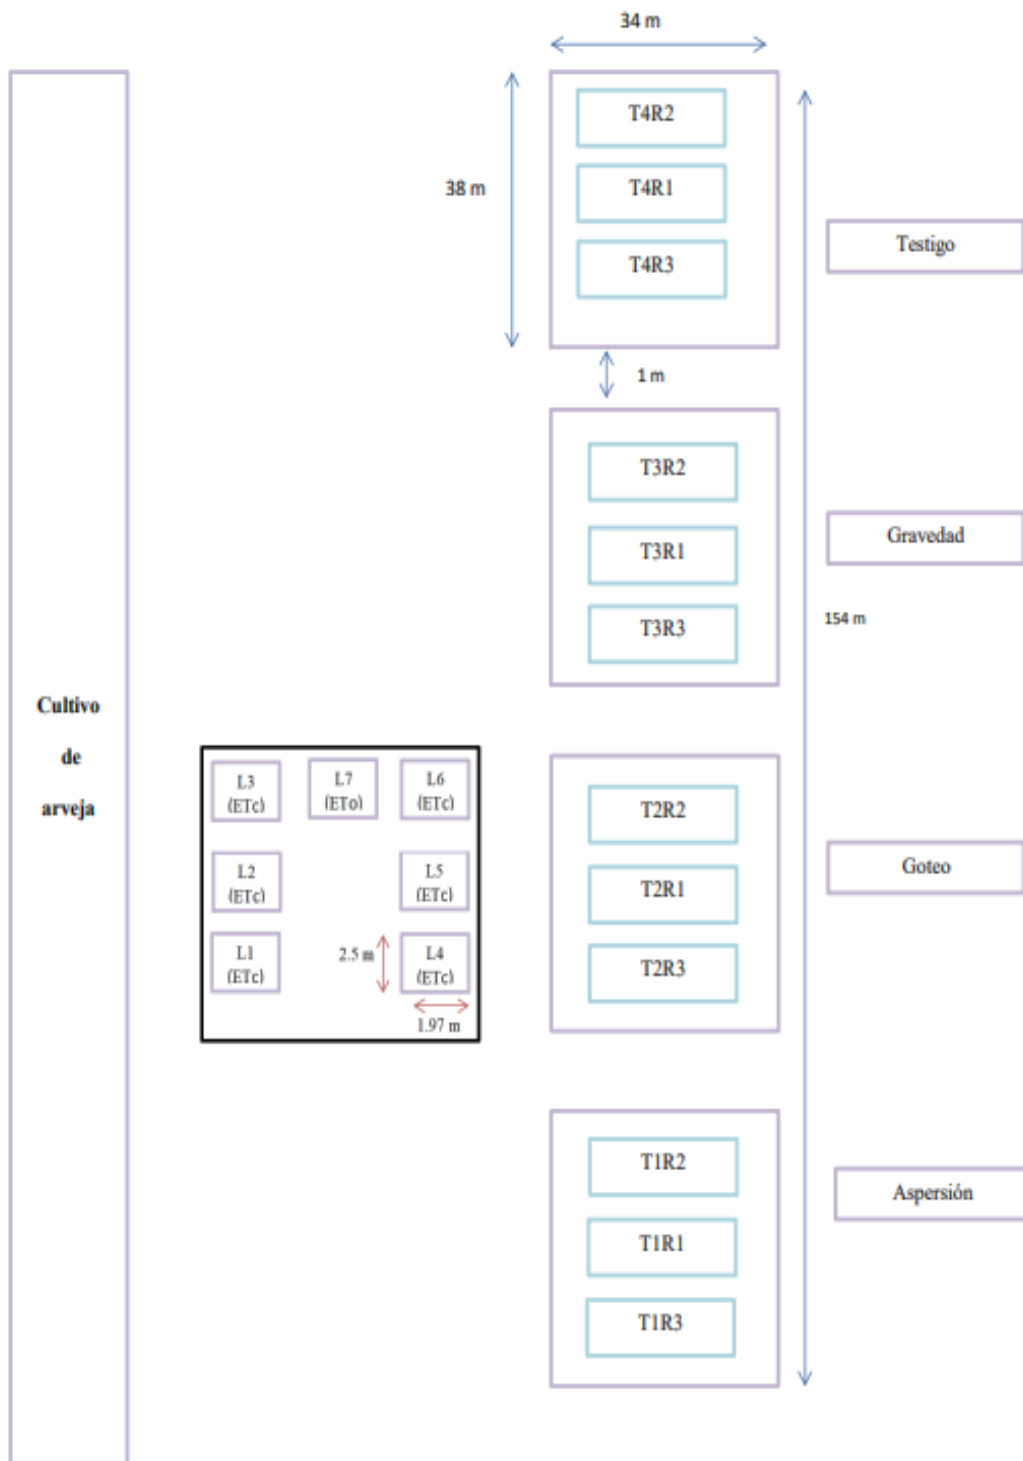 34 m
T4R2
38 m
T4R1
Testigo
T4R3
1 m
T3R2
Gravedad
T3R1
154 m
T3R3
Cultivo
de
arveja
L3
(ETc)
L7
(ETo)
L6
(ETc)
T2R2
L2
(ETc)
L5
(ETc)
Goteo
T2R1
L1
(ETc)
2.5 m
L4
(ETc)
T2R3
1.97 m
T1R2
Aspersión
T1R1
T1R3